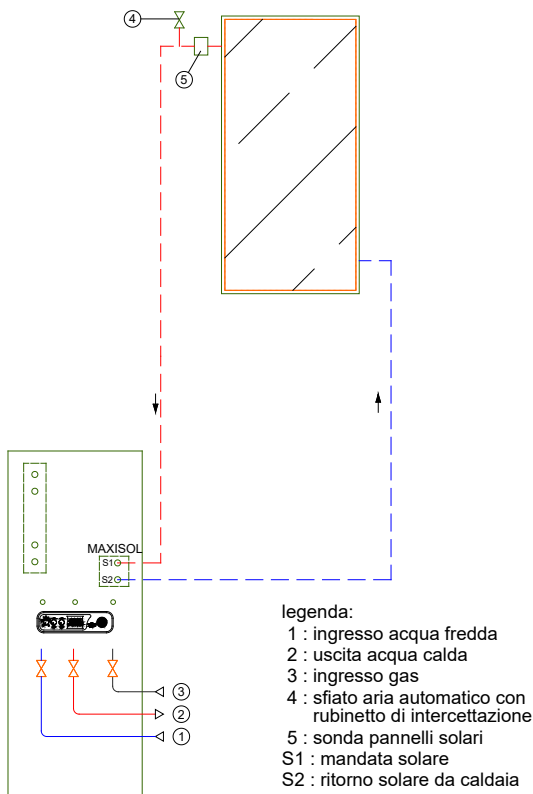 4
5
MAXISOL
S1
S2
3
2
1
legenda:
1 : ingresso acqua fredda
2 : uscita acqua calda
3 : ingresso gas
4 : sfiato aria automatico con
rubinetto di intercettazione
5 : sonda pannelli solari
S1 : mandata solare
S2 : ritorno solare da caldaia